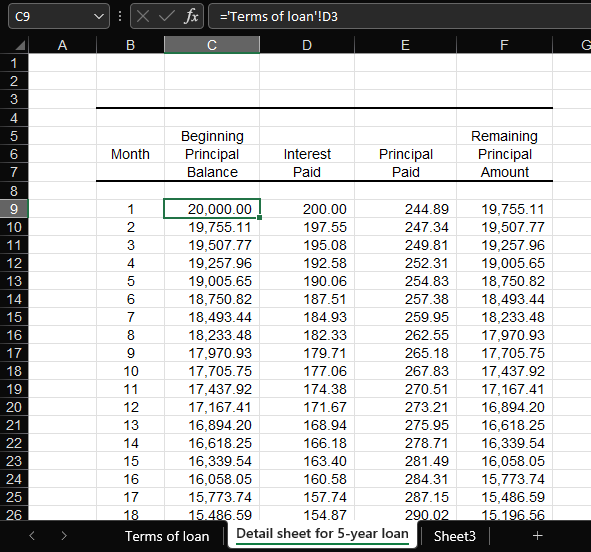 C9 fx ='Terms of loan'!D3
A B C D E F G
1
2
3
4
5 Beginning Remaining
6 Month Principal Interest Principal Principal
7 Balance Paid Paid Amount
8
9 1 20,000.00 200.00 244.89 19,755.11
10 2 19,755.11 197.55 247.34 19,507.77
11 3 19,507.77 195.08 249.81 19,257.96
12 4 19,257.96 192.58 252.31 19,005.65
13 5 19,005.65 190.06 254.83 18,750.82
14 6 18,750.82 187.51 257.38 18,493.44
15 7 18,493.44 184.93 259.95 18,233.48
16 8 18,233.48 182.33 262.55 17,970.93
17 9 17,970.93 179.71 265.18 17,705.75
18 10 17,705.75 177.06 267.83 17,437.92
19 11 17,437.92 174.38 270.51 17,167.41
20 12 17,167.41 171.67 273.21 16,894.20
21 13 16,894.20 168.94 275.95 16,618.25
22 14 16,618.25 166.18 278.71 16,339.54
23 15 16,339.54 163.40 281.49 16,058.05
24 16 16,058.05 160.58 284.31 15,773.74
25 17 15,773.74 157.74 287.15 15,486.59
26 18 15,486.59 154.87 290.02 15,196.56
Terms of loan Detail sheet for 5-year loan Sheet3 +